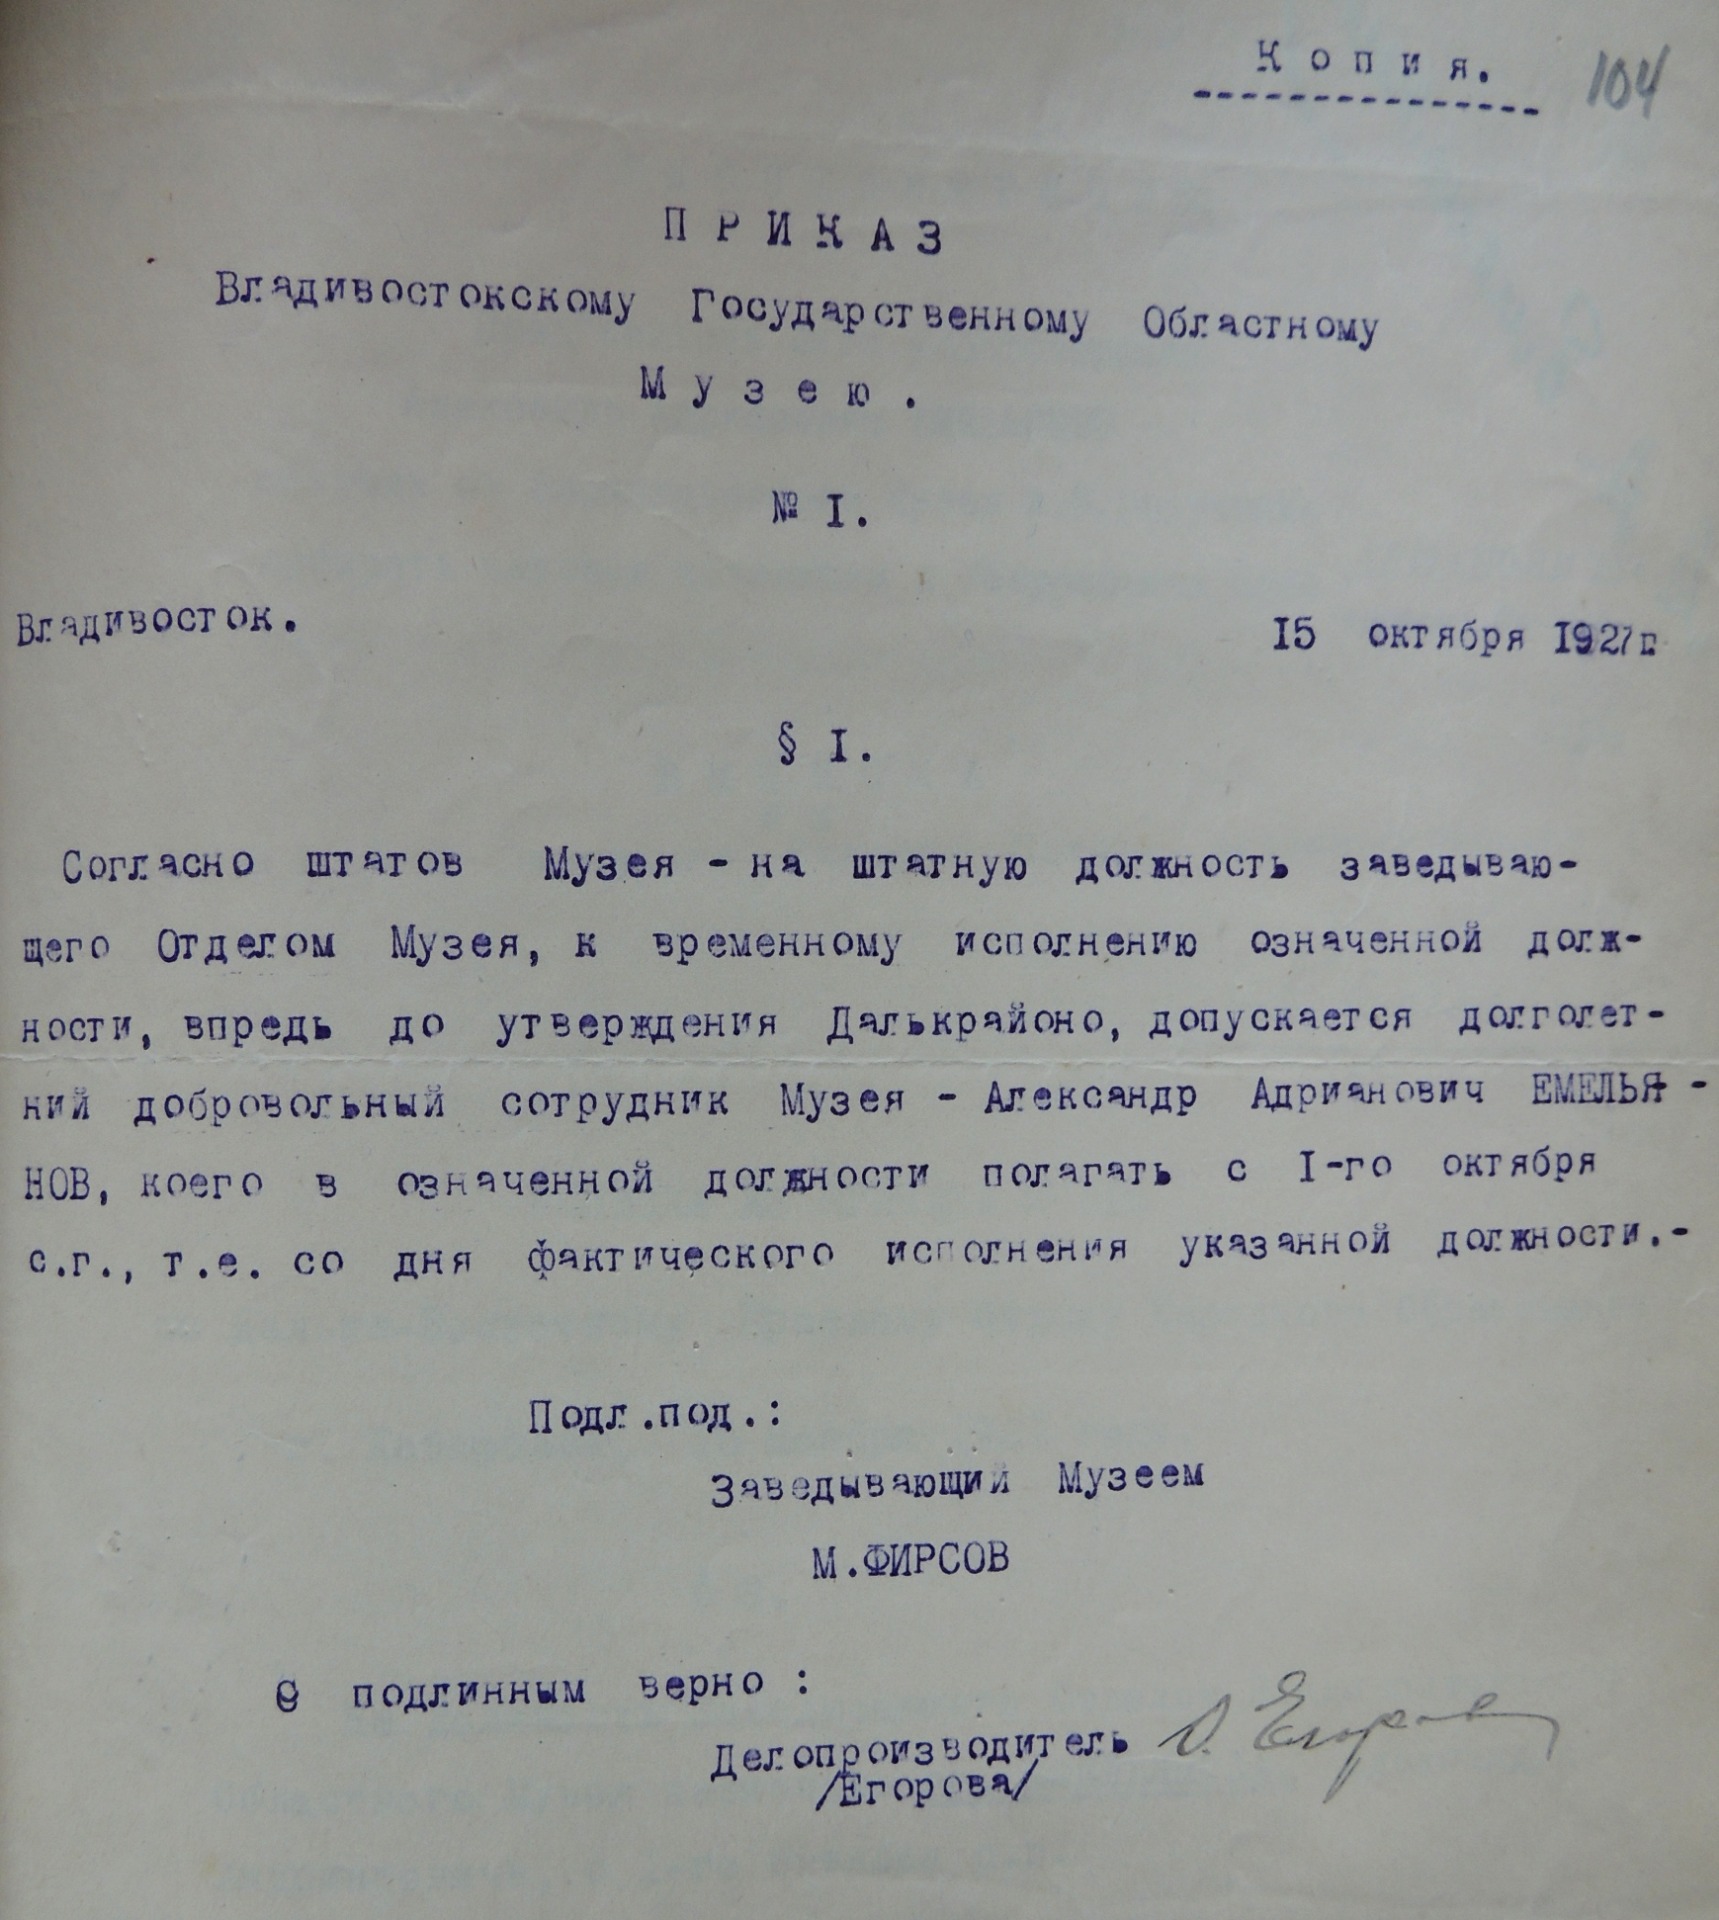 Копия. 104
ПРИКАЗ
Владивостокскому Государственному Областному
Музею.
№ I.
Владивосток. 15 октября 1927г.
§ I.
Согласно штатов Музея - на штатную должность заведываю-
щего Отделом Музея, к временному исполнению означенной долж-
ности, впредь до утверждения Далькрайоно, допускается долголет-
ний добровольный сотрудник Музея - Александр Адрианович ЕМЕЛЬЯ-
НОВ, коего в означенной должности полагать с I-го октября
с.г., т.е. со дня фактического исполнения указанной должности.-
Подл.под.:
Заведывающий Музеем
М.ФИРСОВ
С подлинным верно :
Делопроизводитель
/Егорова/